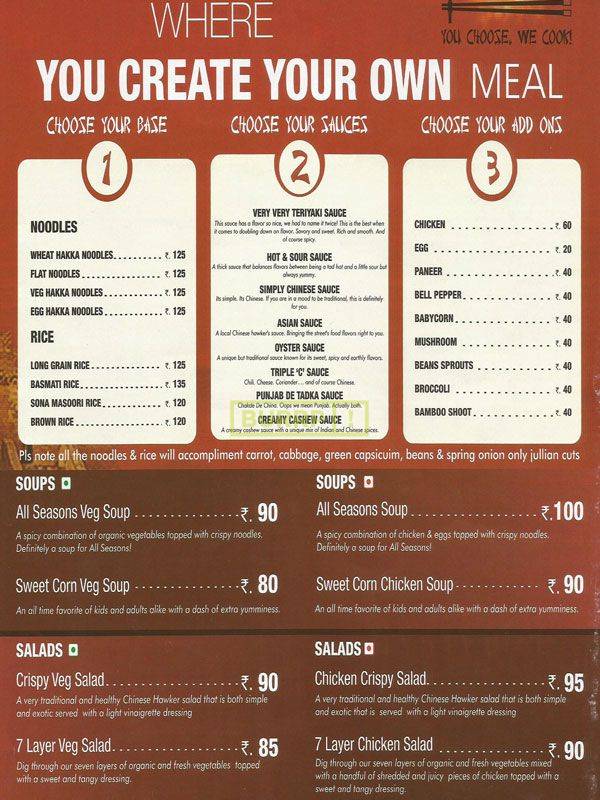 WHERE
YOU CHOOSE, WE COOK!
YOU CREATE YOUR OWN MEAL
CHOOSE YOUR BASE
1
NOODLES
WHEAT HAKKA NOODLES.......... ₹. 125
FLAT NOODLES ................. ₹. 125
VEG HAKKA NOODLES............ ₹. 125
EGG HAKKA NOODLES............ ₹. 125
RICE
LONG GRAIN RICE............... ₹. 125
BASMATI RICE.................. ₹. 135
SONA MASOORI RICE ............ ₹. 120
BROWN RICE ................... ₹. 120
CHOOSE YOUR SAUCES
2
VERY VERY TERIYAKI SAUCE
This sauce has a flavor so nice, we had to name it twice! This is the best when
it comes to doubling down on flavor. Savory and sweet. Rich and smooth. And
of course spicy.
HOT & SOUR SAUCE
A thick sauce that balances flavors between being a tad hot and a little sour but
always yummy.
SIMPLY CHINESE SAUCE
Its simple. Its Chinese. If you are in a mood to be traditional, this is definitely
for you.
ASIAN SAUCE
A local Chinese hawker's sauce. Bringing the street's food flavors right to you.
OYSTER SAUCE
A unique but traditional sauce known for its sweet, spicy and earthly flavors.
TRIPLE 'C' SAUCE
Chili. Cheese. Coriander... and of course Chinese.
PUNJAB DE TADKA SAUCE
Chakde De China. Oops we mean Punjab. Actually both.
CREAMY CASHEW SAUCE
A creamy cashew sauce with a unique mix of Indian and Chinese spices.
CHOOSE YOUR ADD ONS
3
CHICKEN .................. ₹. 60
EGG ...................... ₹. 20
PANEER ................... ₹. 40
BELL PEPPER............... ₹. 40
BABYCORN ................. ₹. 40
MUSHROOM ................. ₹. 40
BEANS SPROUTS ............ ₹. 40
BROCCOLI ................. ₹. 40
BAMBOO SHOOT.............. ₹. 40
Pls note all the noodles & rice will accompliment carrot, cabbage, green capsicuim, beans & spring onion only jullian cuts
SOUPS
All Seasons Veg Soup ............. ₹. 90
A spicy combination of organic vegetables topped with crispy noodles.
Definitely a soup for All Seasons!
Sweet Corn Veg Soup ............. ₹. 80
An all time favorite of kids and adults alike with a dash of extra yumminess.
SOUPS
All Seasons Soup ................ ₹.100
A spicy combination of chicken & eggs topped with crispy noodles.
Definitely a soup for All Seasons!
Sweet Corn Chicken Soup ............ ₹. 90
An all time favorite of kids and adults alike with a dash of extra yumminess.
SALADS
Crispy Veg Salad................. ₹. 90
A very traditional and healthy Chinese Hawker salad that is both simple
and exotic served with a light vinaigrette dressing
7 Layer Veg Salad................ ₹. 85
Dig through our seven layers of organic and fresh vegetables topped
with a sweet and tangy dressing.
SALADS
Chicken Crispy Salad................ ₹. 95
A very traditional and healthy Chinese Hawker salad that is both simple
and exotic that is served with a light vinaigrette dressing
7 Layer Chicken Salad ............. ₹. 90
Dig through our seven layers of organic and fresh vegetables mixed
with a handful of shredded and juicy pieces of chicken topped with a
sweet and tangy dressing.